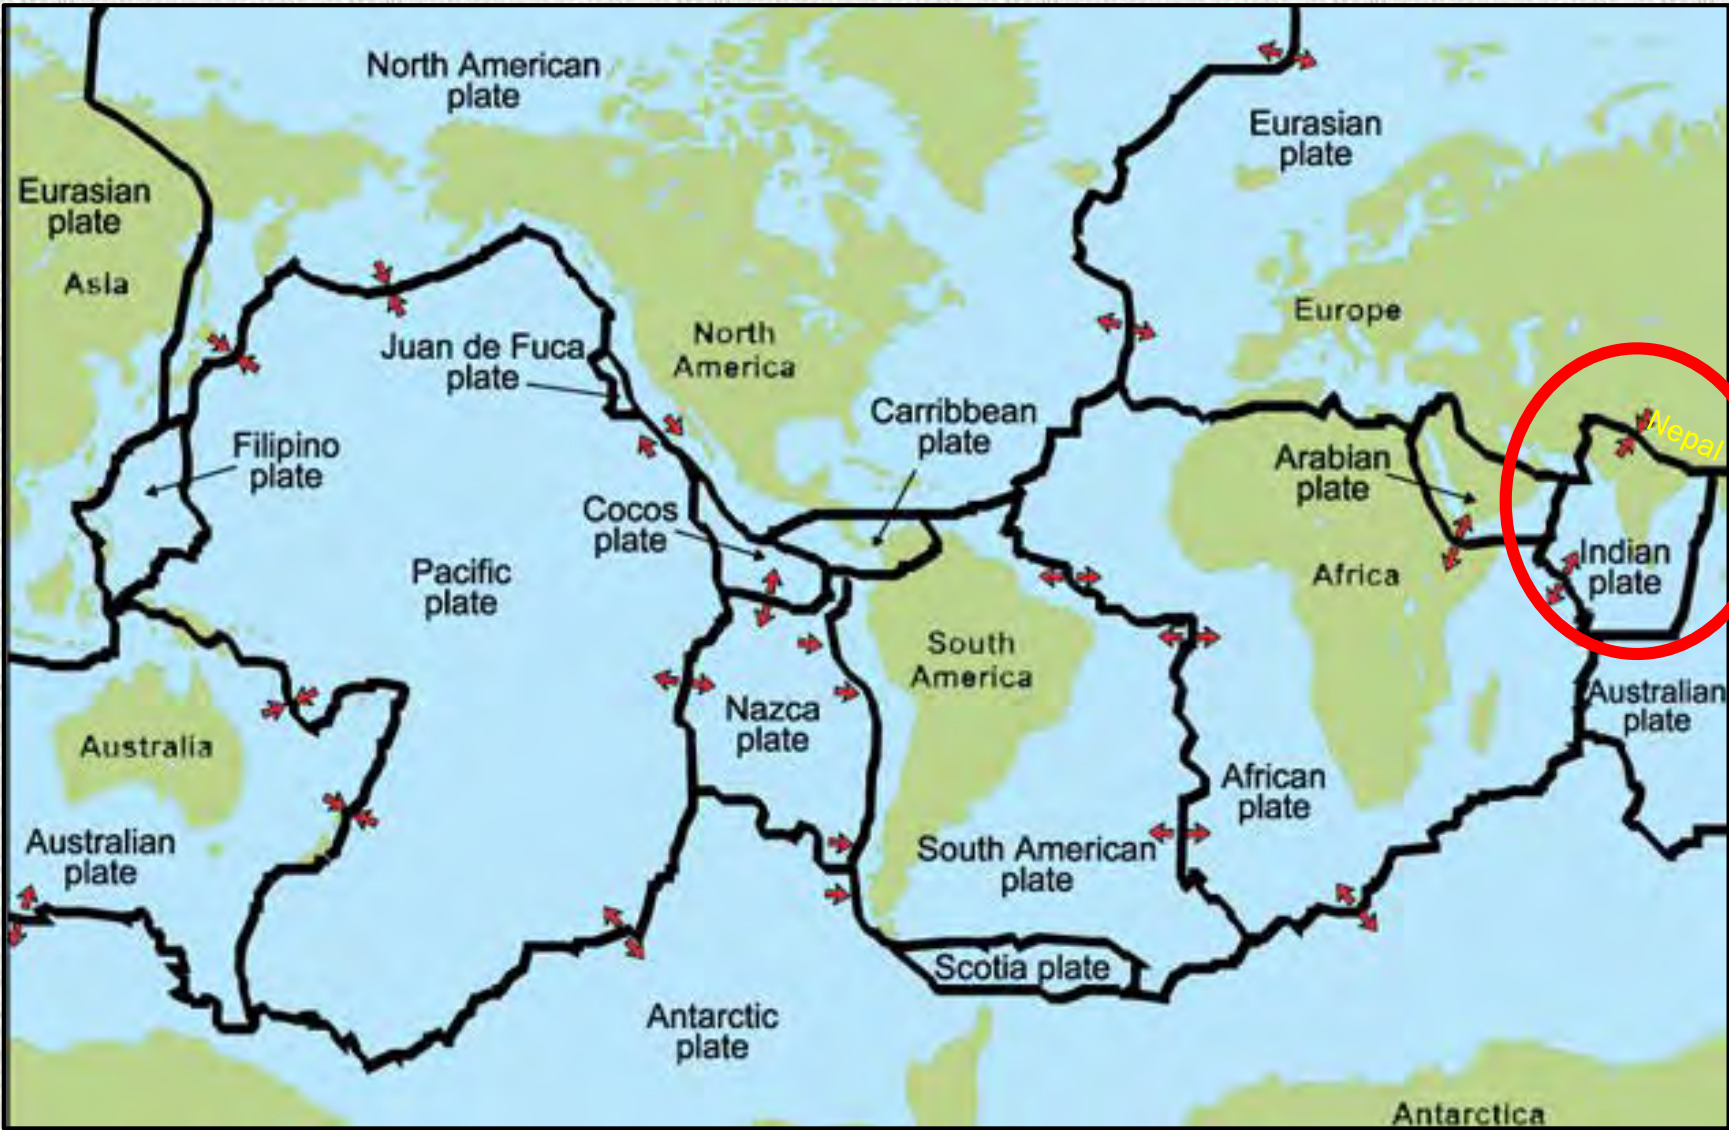 North American
plate
Eurasian
plate
Eurasian
plate
Asia
Europe
North
America
Juan de Fuca
plate
Carribbean
plate
Nepal
Filipino
plate
Arabian
plate
Cocos
plate
Pacific
plate
Africa
Indian
plate
South
America
Nazca
plate
Australian
plate
Australia
African
plate
Australian
plate
South American
plate
Scotia plate
Antarctic
plate
Antarctica